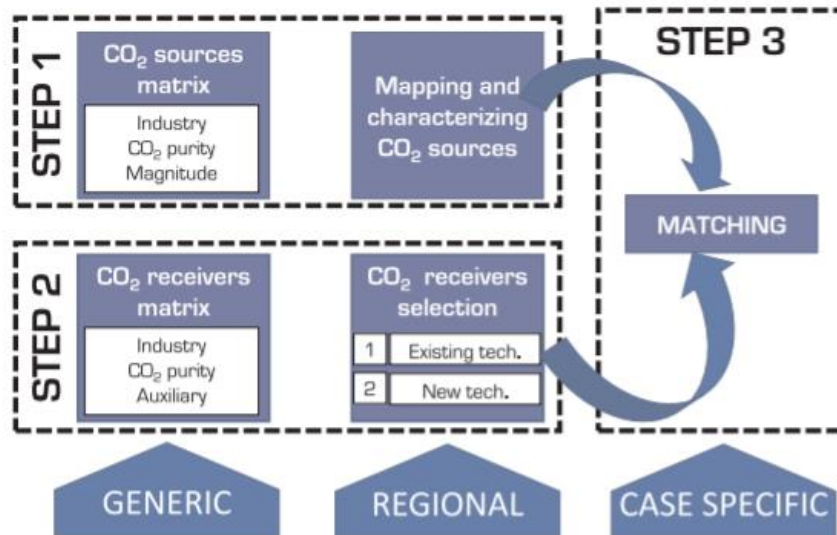 STEP 1
CO₂ sources
matrix
Industry
CO₂ purity
Magnitude
Mapping and
characterizing
CO₂ sources
STEP 2
CO₂ receivers
matrix
Industry
CO₂ purity
Auxiliary
CO₂ receivers
selection
1 Existing tech.
2 New tech.
STEP 3
MATCHING
GENERIC
REGIONAL
CASE SPECIFIC